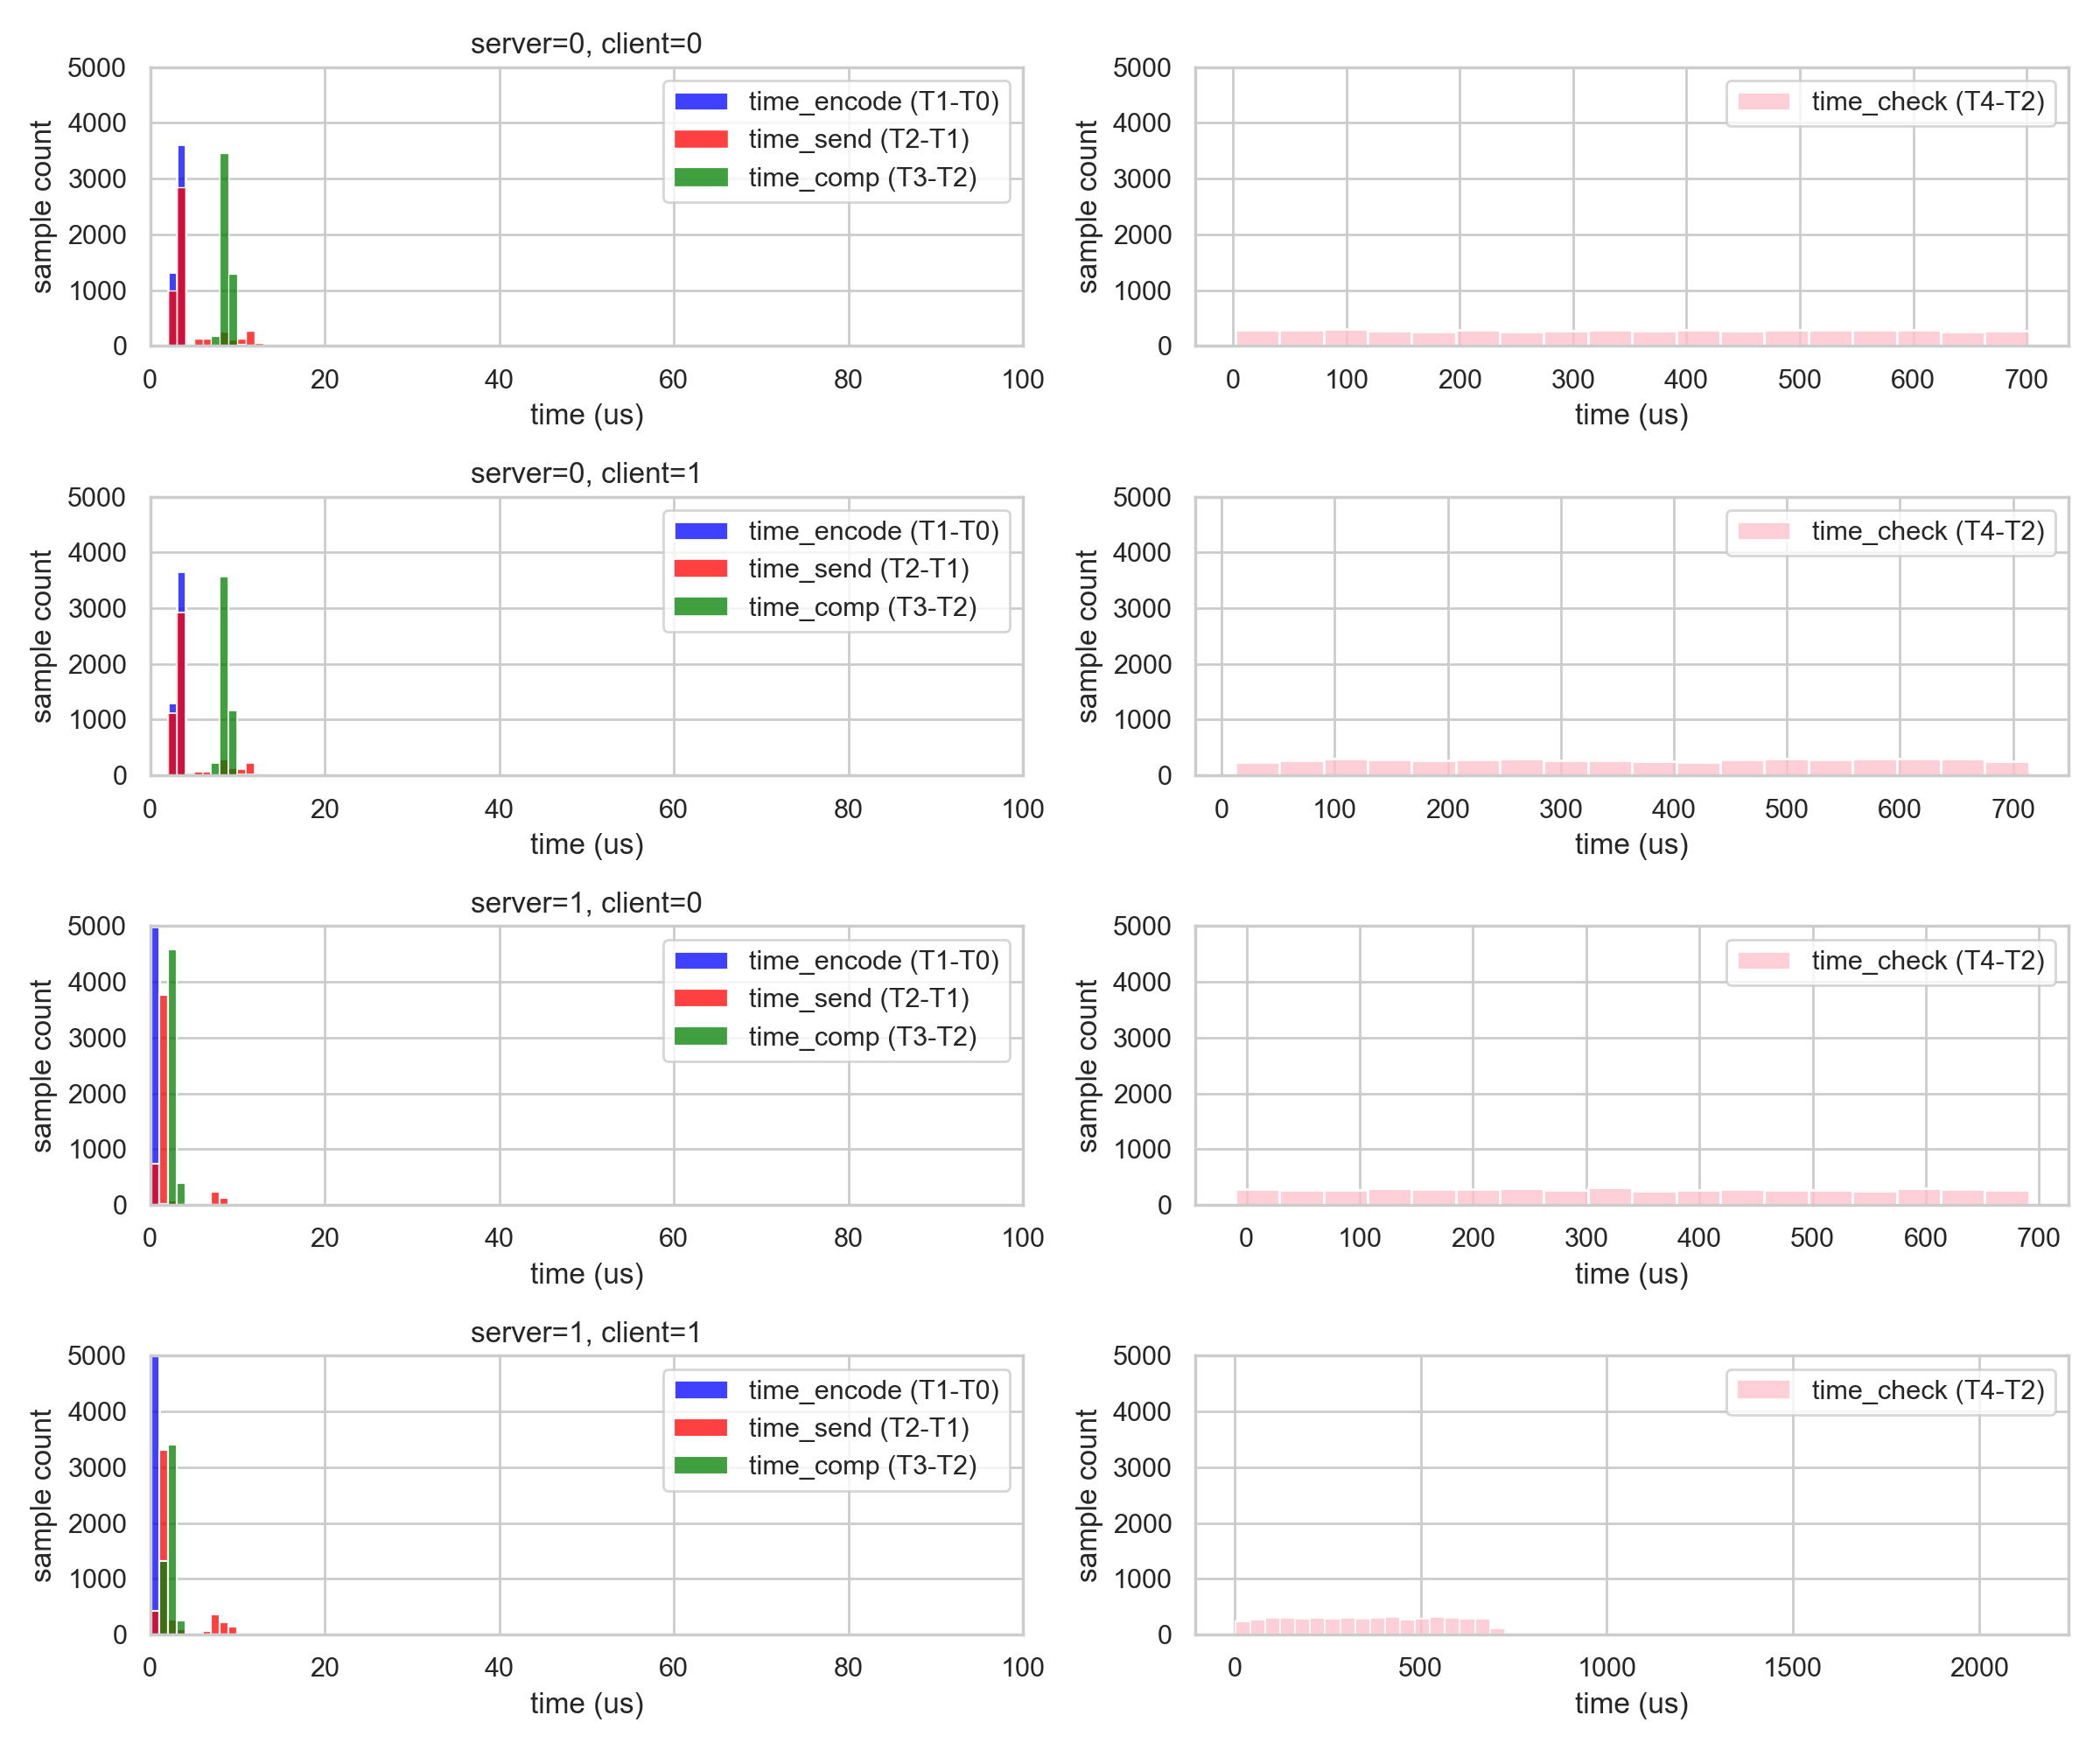 server=0, client=0
5000
4000
3000
2000
1000
0
sample count
time_encode (T1-T0)
time_send (T2-T1)
time_comp (T3-T2)
0 20 40 60 80 100
time (us)
5000
4000
3000
2000
1000
0
sample count
time_check (T4-T2)
0 100 200 300 400 500 600 700
time (us)
server=0, client=1
5000
4000
3000
2000
1000
0
sample count
time_encode (T1-T0)
time_send (T2-T1)
time_comp (T3-T2)
0 20 40 60 80 100
time (us)
5000
4000
3000
2000
1000
0
sample count
time_check (T4-T2)
0 100 200 300 400 500 600 700
time (us)
server=1, client=0
5000
4000
3000
2000
1000
0
sample count
time_encode (T1-T0)
time_send (T2-T1)
time_comp (T3-T2)
0 20 40 60 80 100
time (us)
5000
4000
3000
2000
1000
0
sample count
time_check (T4-T2)
0 100 200 300 400 500 600 700
time (us)
server=1, client=1
5000
4000
3000
2000
1000
0
sample count
time_encode (T1-T0)
time_send (T2-T1)
time_comp (T3-T2)
0 20 40 60 80 100
time (us)
5000
4000
3000
2000
1000
0
sample count
time_check (T4-T2)
0 500 1000 1500 2000
time (us)